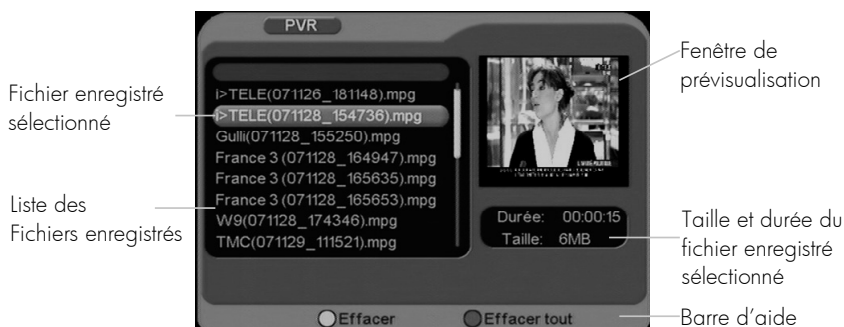 PVR
Fenêtre de
prévisualisation
Fichier enregistré
sélectionné
i>TELE(071126_181148).mpg
i>TELE(071128_154736).mpg
Gulli(071128_155250).mpg
France 3 (071128_164947).mpg
France 3 (071128_165635).mpg
France 3 (071128_165653).mpg
W9(071128_174346).mpg
TMC(071129_111521).mpg
Liste des
Fichiers enregistrés
Durée: 00:00:15
Taille: 6MB
Taille et durée du
fichier enregistré
sélectionné
Effacer
Effacer tout
Barre d'aide